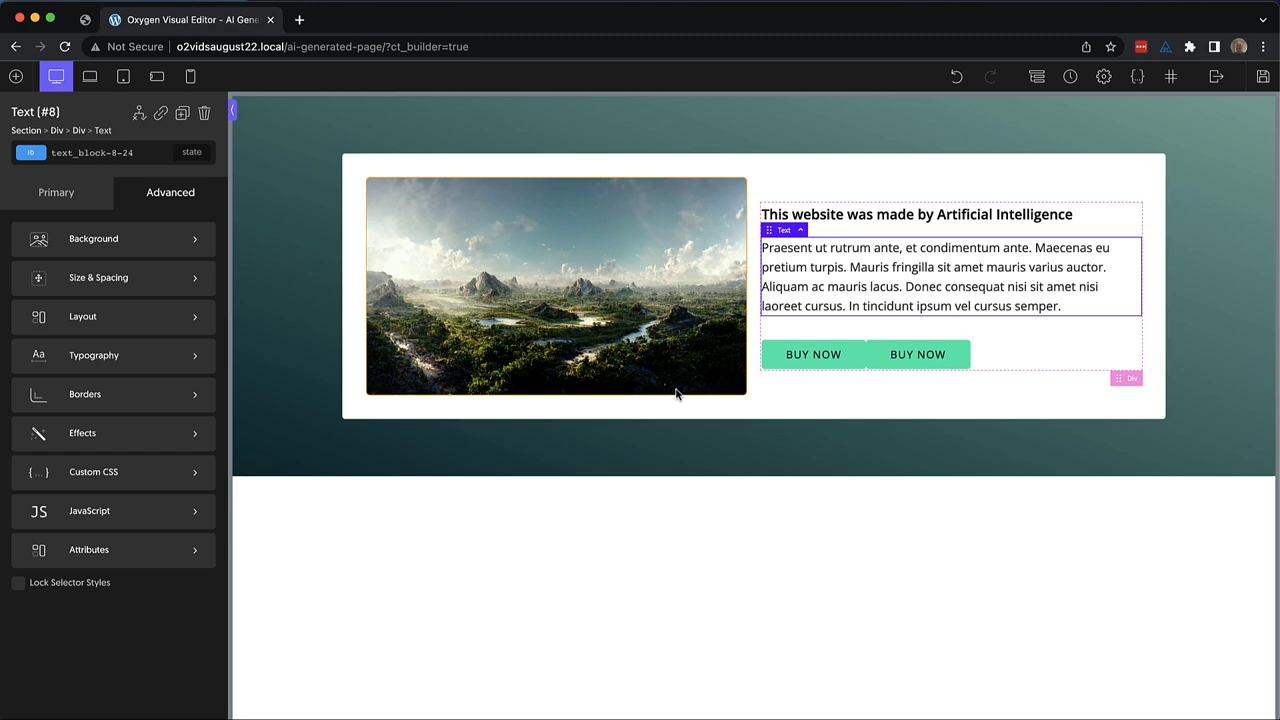 Oxygen Visual Editor - AI Gene
Not Secure
o2vidsaugust22.local/ai-generated-page/?ct_builder=true
Text (#8)
Section > Div > Div > Text
ID
text_block-8-24
state
Primary
Advanced
Background
Size & Spacing
Layout
Aa
Typography
Borders
Effects
{...}
Custom CSS
JS
JavaScript
Attributes
Lock Selector Styles
This website was made by Artificial Intelligence
Text
Praesent ut rutrum ante, et condimentum ante. Maecenas eu
pretium turpis. Mauris fringilla sit amet mauris varius auctor.
Aliquam ac mauris lacus. Donec consequat nisi sit amet nisi
laoreet cursus. In tincidunt ipsum vel cursus semper.
BUY NOW
BUY NOW
Div